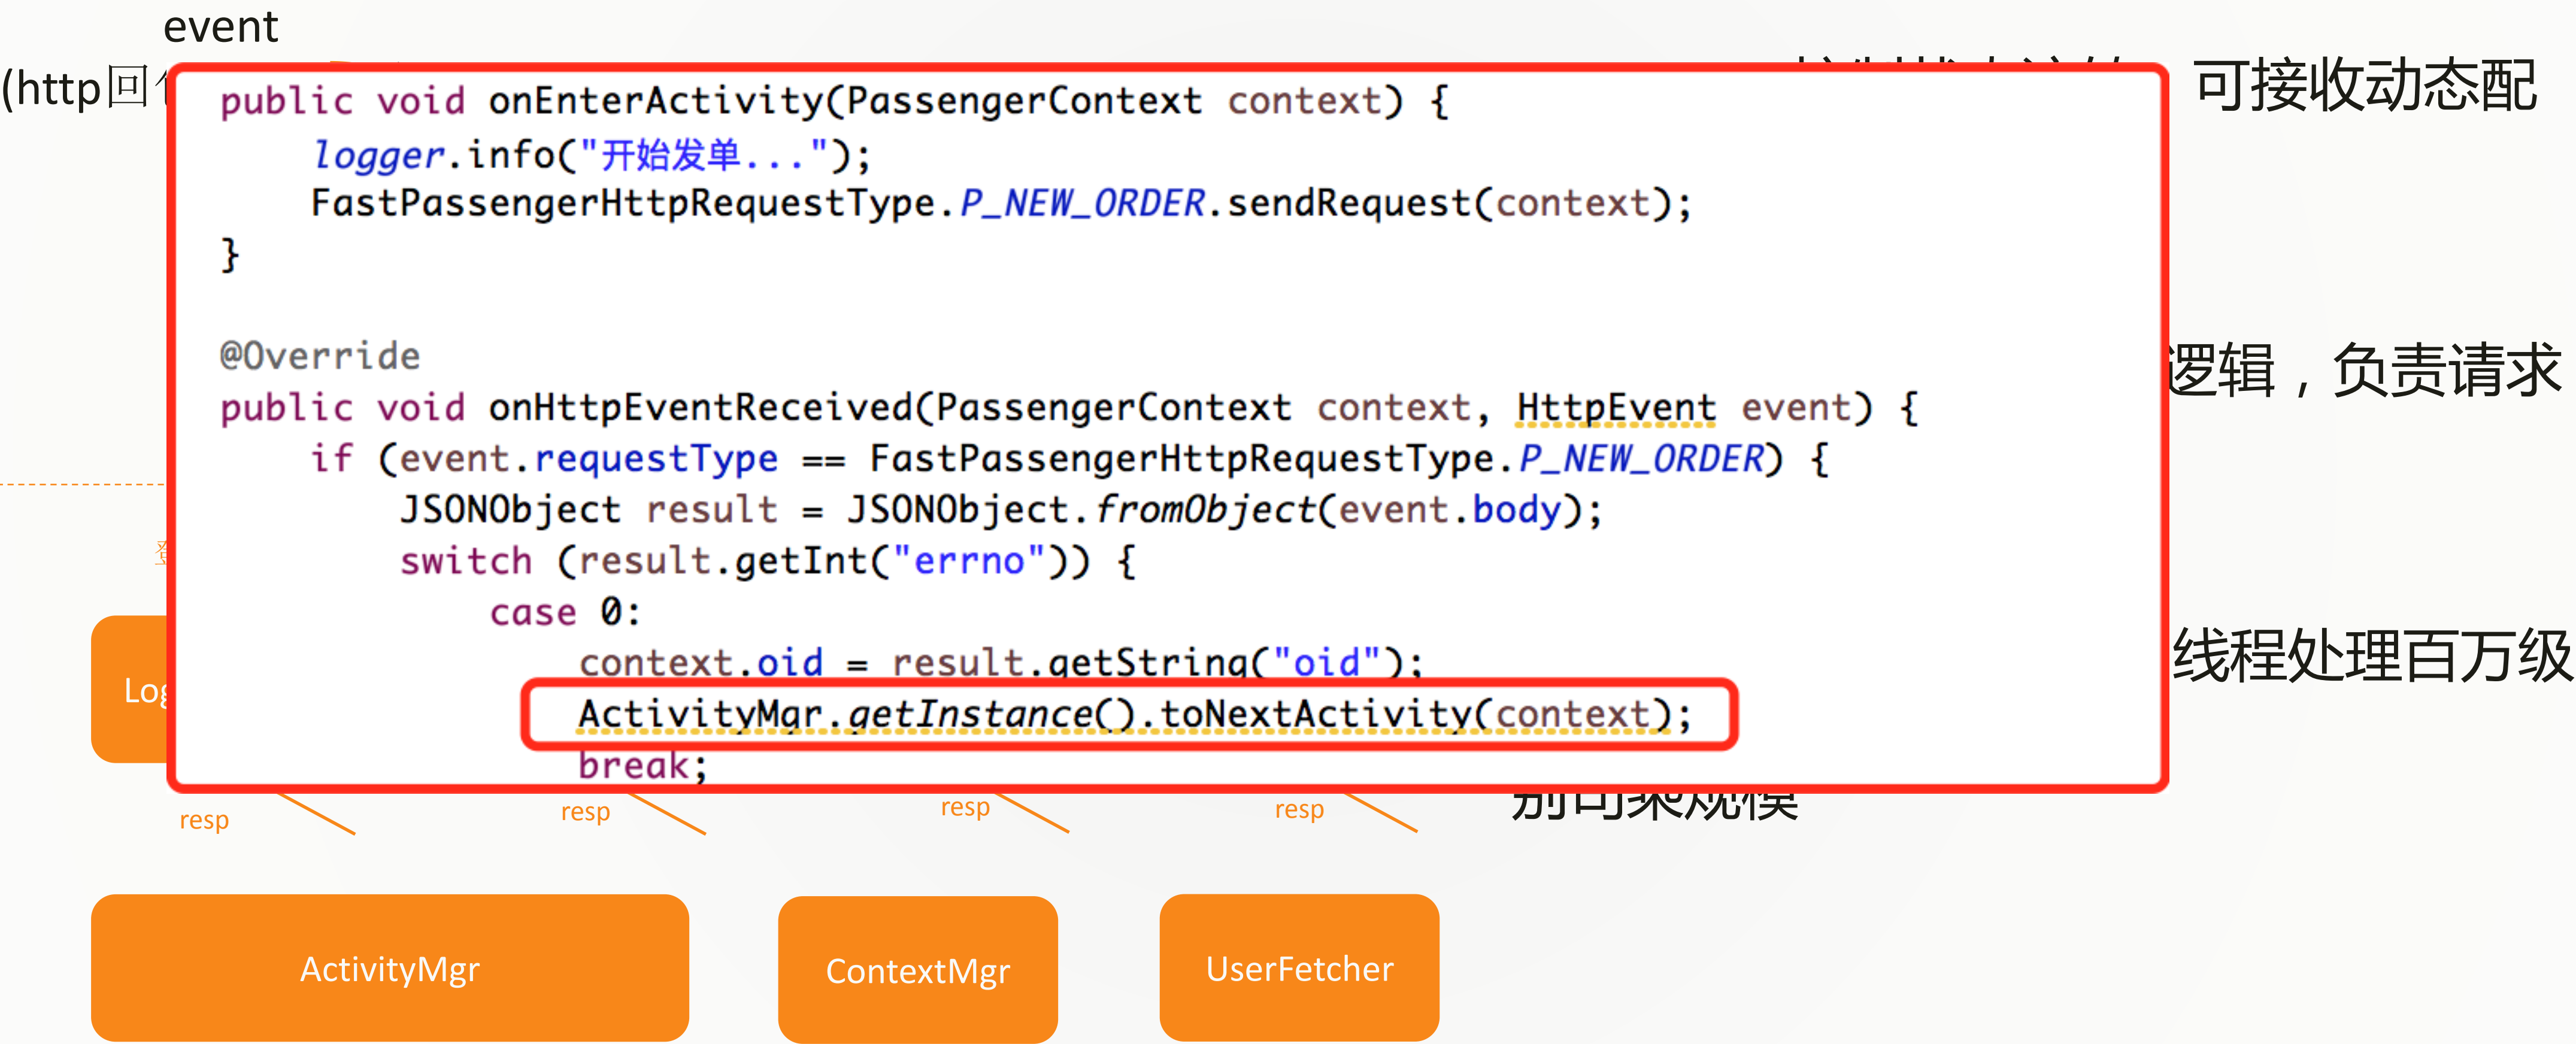 event
(http回
可接收动态配
public void onEnterActivity(PassengerContext context) {
logger.info("开始发单...");
FastPassengerHttpRequestType.P_NEW_ORDER.sendRequest(context);
}
@Override
public void onHttpEventReceived(PassengerContext context, HttpEvent event) {
逻辑，负责请求
if (event.requestType == FastPassengerHttpRequestType.P_NEW_ORDER) {
JSONObject result = JSONObject.fromObject(event.body);
switch (result.getInt("errno")) {
case 0:
context.oid = result.getString("oid");
线程处理百万级
Log
ActivityMgr.getInstance().toNextActivity(context);
break;
resp
resp
resp
resp
ActivityMgr
ContextMgr
UserFetcher